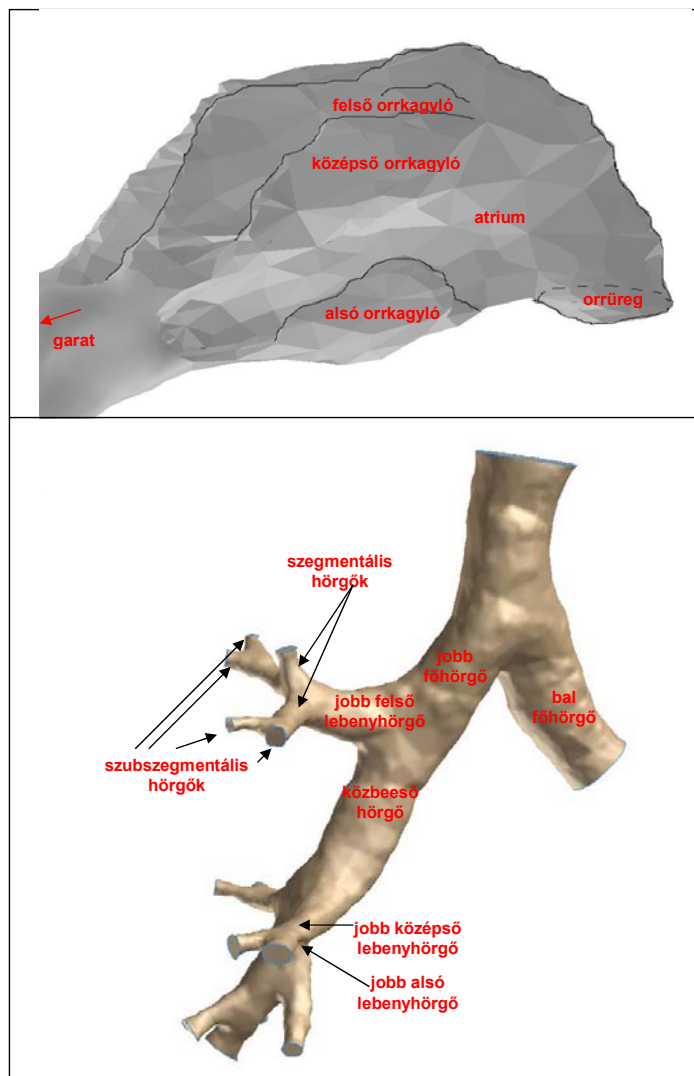 felső orrkagyló
középső orrkagyló
atrium
alsó orrkagyló
orrüreg
garat
szegmentális
hörgők
jobb
főhörgő
jobb felső
lebenyhörgő
bal
főhörgő
szubszegmentális
hörgők
közbeeső
hörgő
jobb középső
lebenyhörgő
jobb alsó
lebenyhörgő